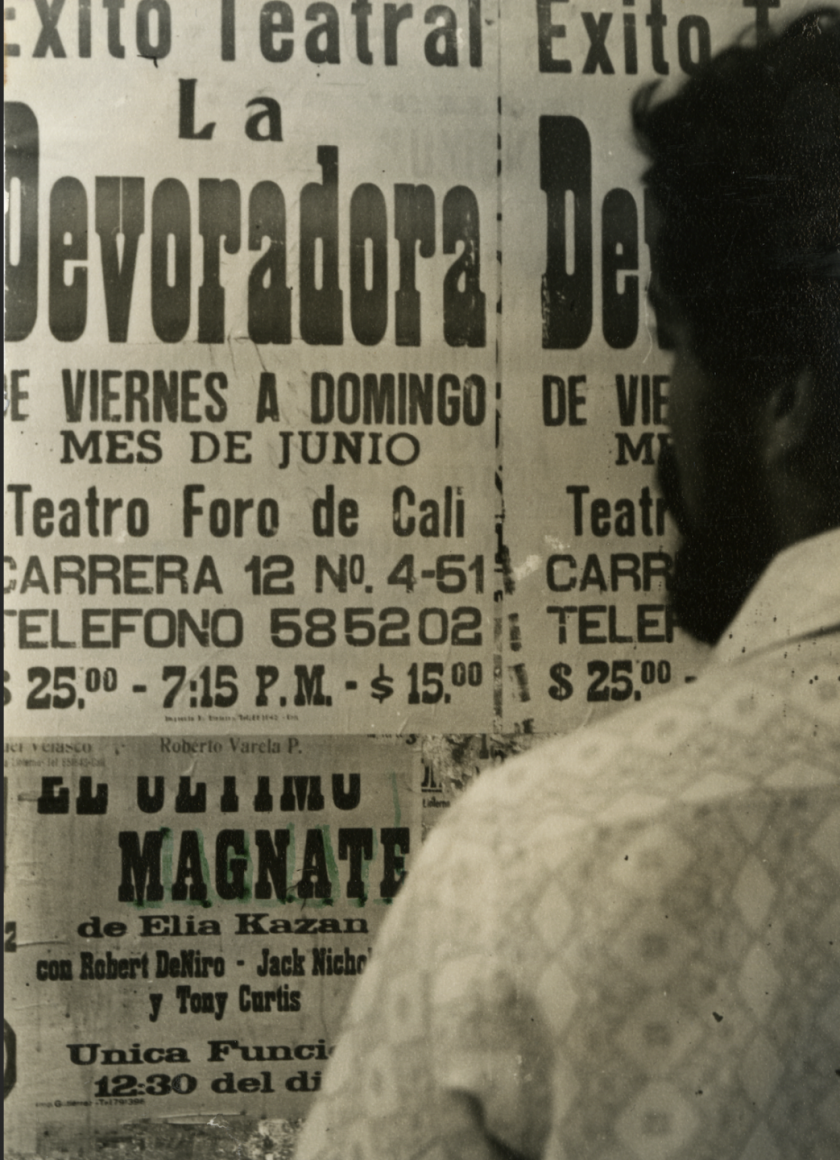 Exito Teatral
La
Devoradora
DE VIERNES A DOMINGO
MES DE JUNIO
Teatro Foro de Cali
CARRERA 12 Nº. 4-51
TELEFONO 585202
$ 25.00 - 7:15 P.M. - $ 15.00
Exito T
De
DE VIE
M
Teatr
CARR
TELEF
$ 25.00 -
Velasco Roberto Varela P.
EL ULTIMO
MAGNATE
de Elia Kazan
con Robert DeNiro - Jack Nicho
y Tony Curtis
Unica Funci
12:30 del di